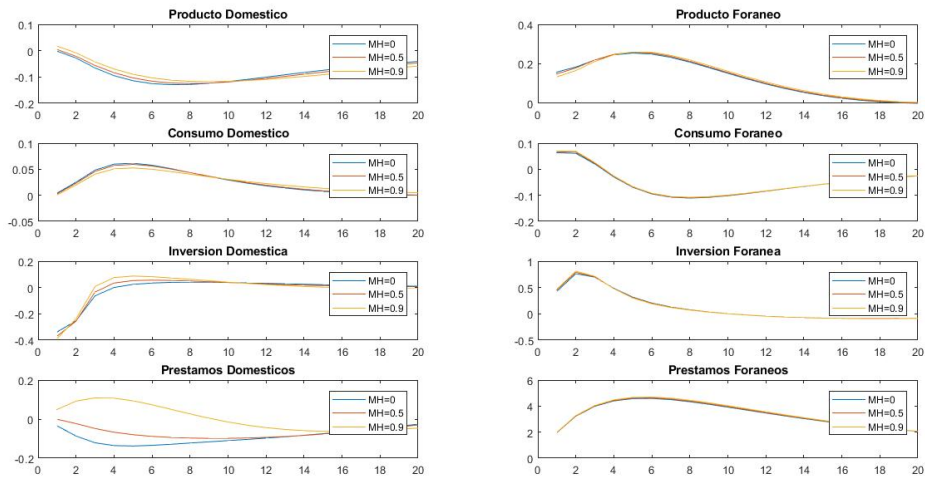 Producto Domestico
0.1
0
-0.1
-0.2
MH=0
MH=0.5
MH=0.9
0 2 4 6 8 10 12 14 16 18 20
Producto Foraneo
0.4
0.2
0
MH=0
MH=0.5
MH=0.9
0 2 4 6 8 10 12 14 16 18 20
Consumo Domestico
0.1
0.05
0
-0.05
MH=0
MH=0.5
MH=0.9
0 2 4 6 8 10 12 14 16 18 20
Consumo Foraneo
0.1
0
-0.1
-0.2
MH=0
MH=0.5
MH=0.9
0 2 4 6 8 10 12 14 16 18 20
Inversion Domestica
0.2
0
-0.2
-0.4
MH=0
MH=0.5
MH=0.9
0 2 4 6 8 10 12 14 16 18 20
Inversion Foranea
1
0.5
0
-0.5
MH=0
MH=0.5
MH=0.9
0 2 4 6 8 10 12 14 16 18 20
Prestamos Domesticos
0.2
0
-0.2
MH=0
MH=0.5
MH=0.9
0 2 4 6 8 10 12 14 16 18 20
Prestamos Foraneos
6
4
2
0
MH=0
MH=0.5
MH=0.9
0 2 4 6 8 10 12 14 16 18 20